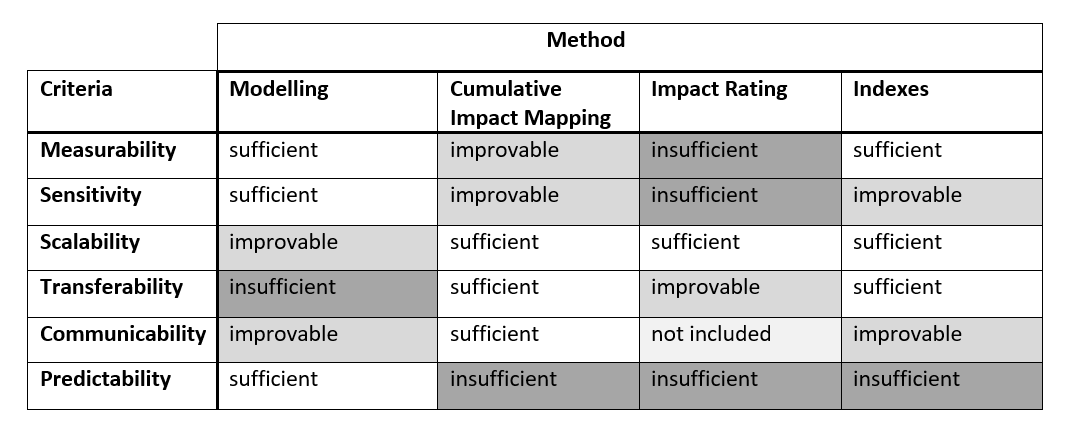 Method
Criteria Modelling Cumulative Impact Mapping Impact Rating Indexes
Measurability sufficient improvable insufficient sufficient
Sensitivity sufficient improvable insufficient improvable
Scalability improvable sufficient sufficient sufficient
Transferability insufficient sufficient improvable sufficient
Communicability improvable sufficient not included improvable
Predictability sufficient insufficient insufficient insufficient